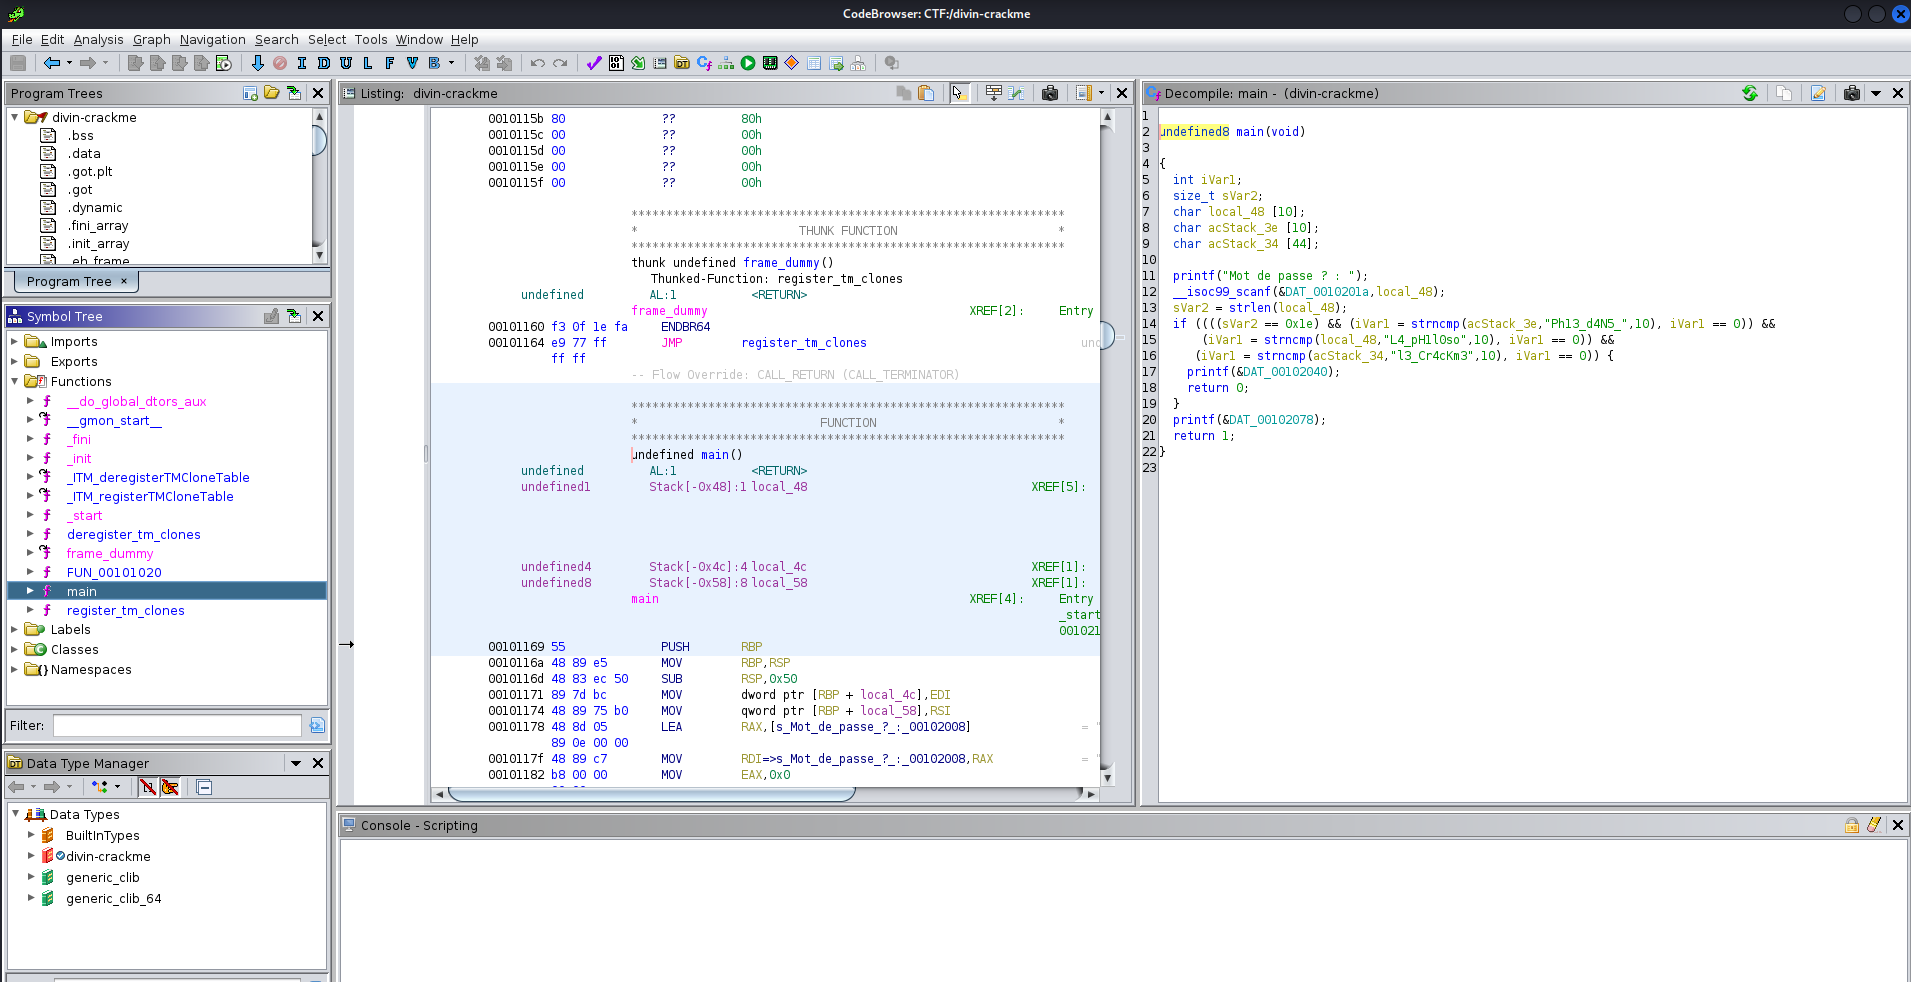 CodeBrowser: CTF:/divin-crackme
File Edit Analysis Graph Navigation Search Select Tools Window Help
I D U L F V B
Program Trees
divin-crackme
.bss
.data
.got.plt
.got
.dynamic
.fini_array
.init_array
.eh_frame
Program Tree ×
Symbol Tree
Imports
Exports
Functions
__do_global_dtors_aux
__gmon_start__
_fini
_init
_ITM_deregisterTMCloneTable
_ITM_registerTMCloneTable
_start
deregister_tm_clones
frame_dummy
FUN_00101020
main
register_tm_clones
Labels
Classes
Namespaces
Filter:
Data Type Manager
Data Types
BuiltInTypes
divin-crackme
generic_clib
generic_clib_64
Listing: divin-crackme
0010115b 80 ?? 80h
0010115c 00 ?? 00h
0010115d 00 ?? 00h
0010115e 00 ?? 00h
0010115f 00 ?? 00h
**************************************************************
* THUNK FUNCTION *
**************************************************************
thunk undefined frame_dummy()
Thunked-Function: register_tm_clones
undefined AL:1 <RETURN>
frame_dummy XREF[2]: Entry
00101160 f3 0f 1e fa ENDBR64
00101164 e9 77 ff JMP register_tm_clones und
ff ff
-- Flow Override: CALL_RETURN (CALL_TERMINATOR)
**************************************************************
* FUNCTION *
**************************************************************
undefined main()
undefined AL:1 <RETURN>
undefined1 Stack[-0x48]:1 local_48 XREF[5]:
undefined4 Stack[-0x4c]:4 local_4c XREF[1]:
undefined8 Stack[-0x58]:8 local_58 XREF[1]:
main XREF[4]: Entry
_start
001021
00101169 55 PUSH RBP
0010116a 48 89 e5 MOV RBP,RSP
0010116d 48 83 ec 50 SUB RSP,0x50
00101171 89 7d bc MOV dword ptr [RBP + local_4c],EDI
00101174 48 89 75 b0 MOV qword ptr [RBP + local_58],RSI
00101178 48 8d 05 LEA RAX,[s_Mot_de_passe_?_:_00102008] = "
89 0e 00 00
0010117f 48 89 c7 MOV RDI=>s_Mot_de_passe_?_:_00102008,RAX = "
00101182 b8 00 00 MOV EAX,0x0
Decompile: main - (divin-crackme)
1
2 undefined8 main(void)
3
4 {
5 int iVar1;
6 size_t sVar2;
7 char local_48 [10];
8 char acStack_3e [10];
9 char acStack_34 [44];
10
11 printf("Mot de passe ? : ");
12 __isoc99_scanf(&DAT_0010201a,local_48);
13 sVar2 = strlen(local_48);
14 if ((((sVar2 == 0x1e) && (iVar1 = strncmp(acStack_3e,"Ph13_d4N5_",10), iVar1 == 0)) &&
15 (iVar1 = strncmp(local_48,"L4_pH1l0so",10), iVar1 == 0)) &&
16 (iVar1 = strncmp(acStack_34,"l3_Cr4cKm3",10), iVar1 == 0)) {
17 printf(&DAT_00102040);
18 return 0;
19 }
20 printf(&DAT_00102078);
21 return 1;
22 }
23
Console - Scripting